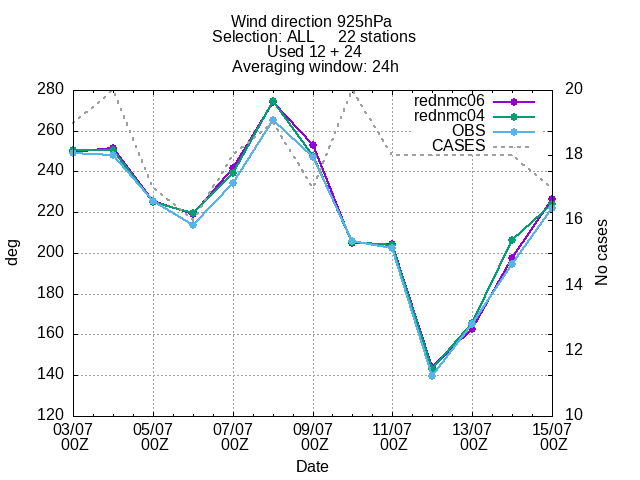 Wind direction 925hPa
Selection: ALL 22 stations
Used 12 + 24
Averaging window: 24h
280 20
rednmc06
rednmc04
260
OBS
CASES
240 18
220
16
200
180 14
160
12
140
120 10
deg
No cases
03/07 05/07 07/07 09/07 11/07 13/07 15/07
00Z 00Z 00Z 00Z 00Z 00Z 00Z
Date